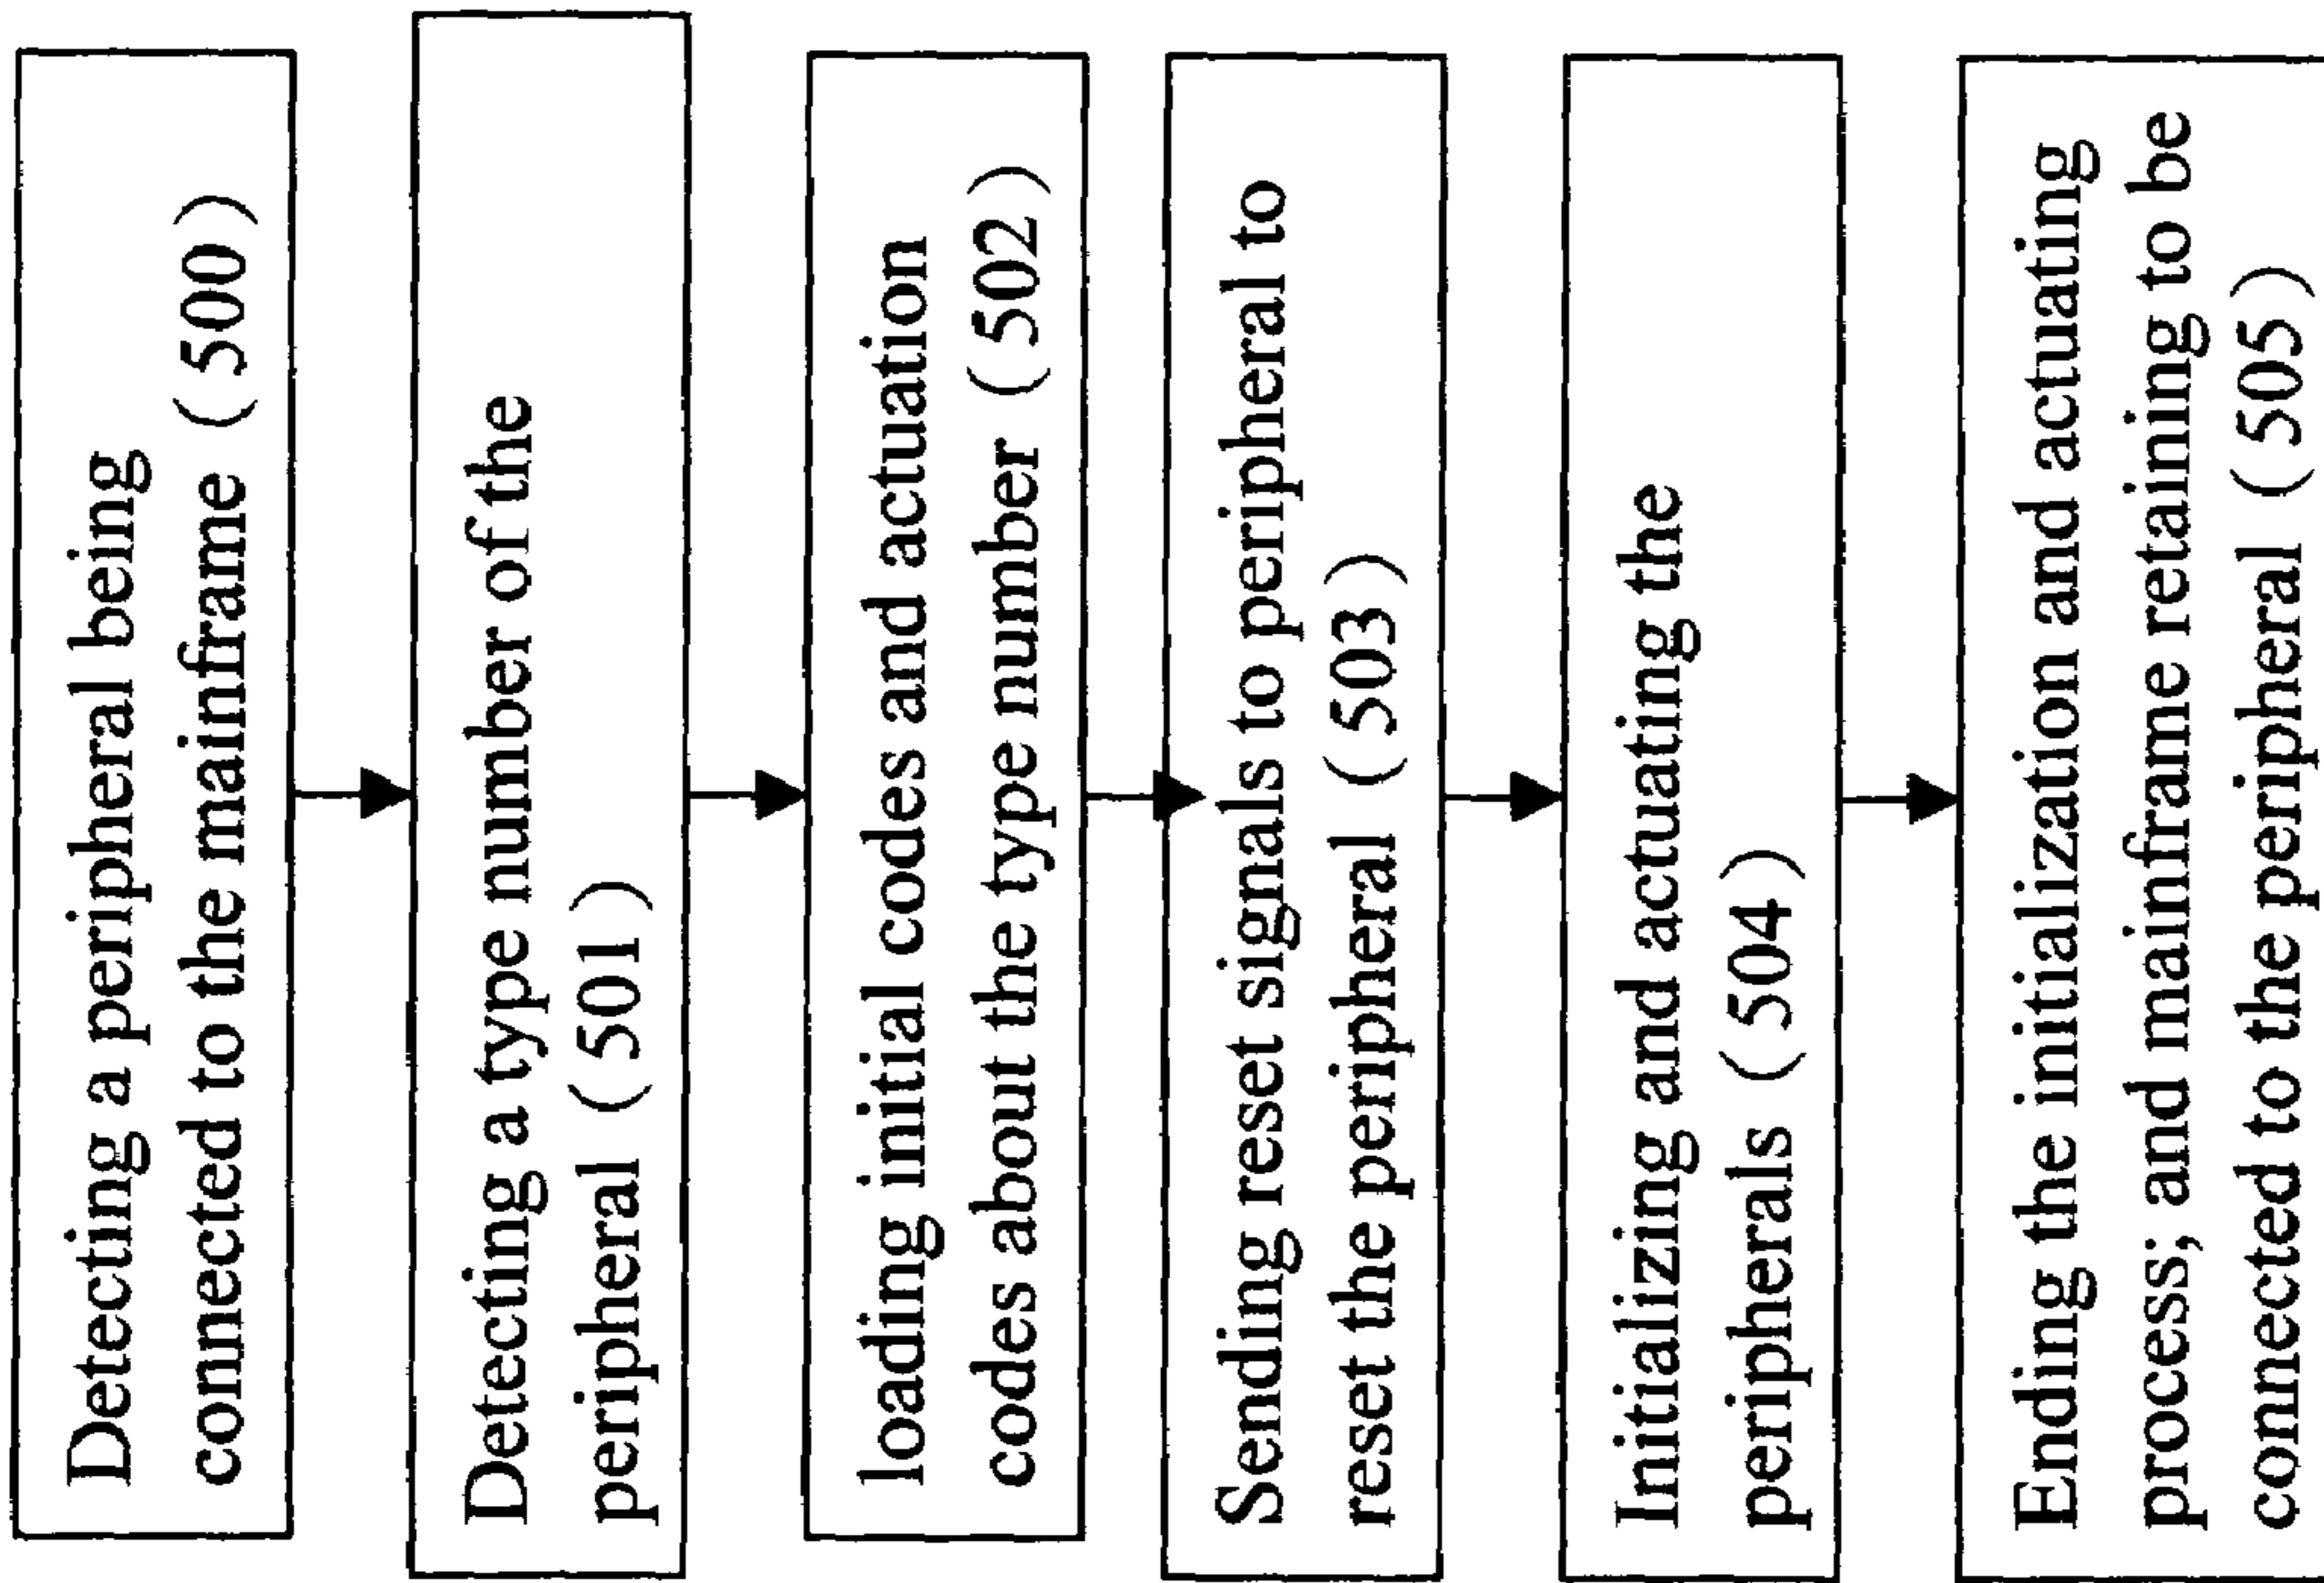 Detecting a peripheral being
connected to the mainframe (500)
Detecting a type number of the
peripheral (501)
loading initial codes and actuation
codes about the type number (502)
Sending reset signals to peripheral to
reset the peripheral (503)
Initializing and actuating the
peripherals (504)
Ending the initialization and actuating
process; and mainframe retaining to be
connected to the peripheral (505)